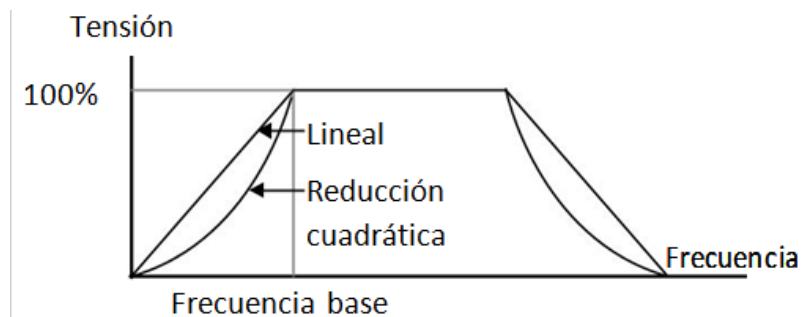 Tensión
100%
Lineal
Reducción
cuadrática
Frecuencia
Frecuencia base